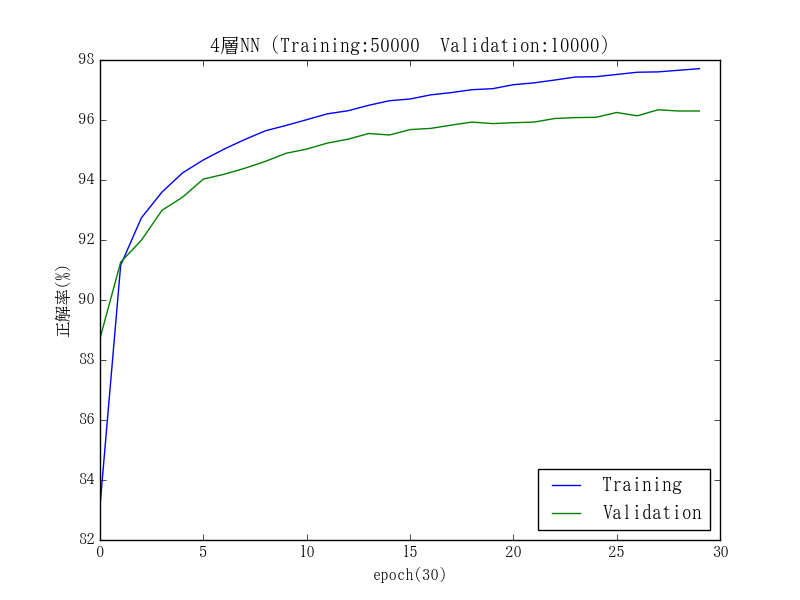 4層NN (Training:50000  Validation:10000)
98
96
94
92
90
88
86
84
82
正解率(%)
0 5 10 15 20 25 30
epoch(30)
Training
Validation